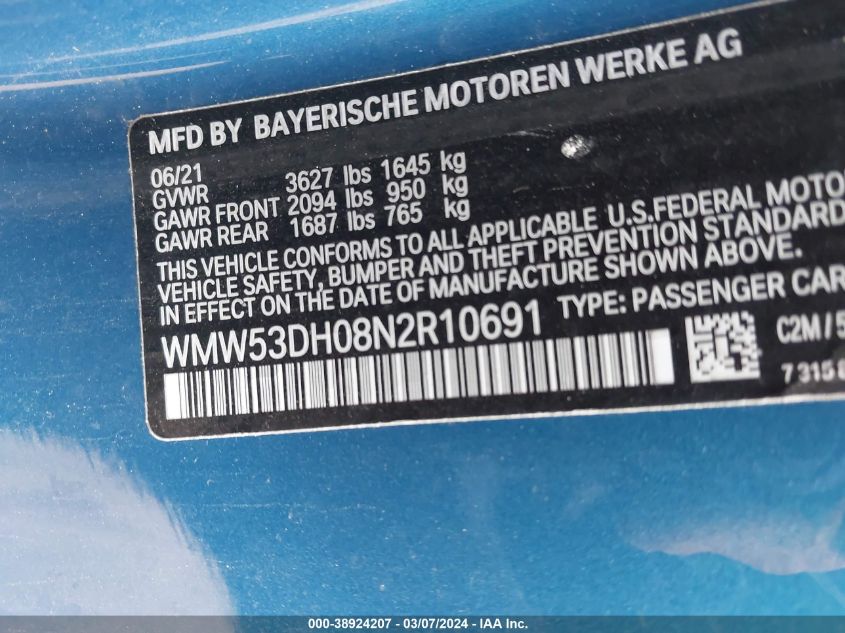 MFD BY BAYERISCHE MOTOREN WERKE AG
06/21
GVWR 3627 lbs 1645 kg
GAWR FRONT 2094 lbs 950 kg
GAWR REAR 1687 lbs 765 kg
THIS VEHICLE CONFORMS TO ALL APPLICABLE U.S.FEDERAL MOTO
VEHICLE SAFETY, BUMPER AND THEFT PREVENTION STANDARD
IN EFFECT ON THE DATE OF MANUFACTURE SHOWN ABOVE.
WMW53DH08N2R10691 TYPE: PASSENGER CAR
C2M/5
7315
000-38924207 - 03/07/2024 - IAA - IMG